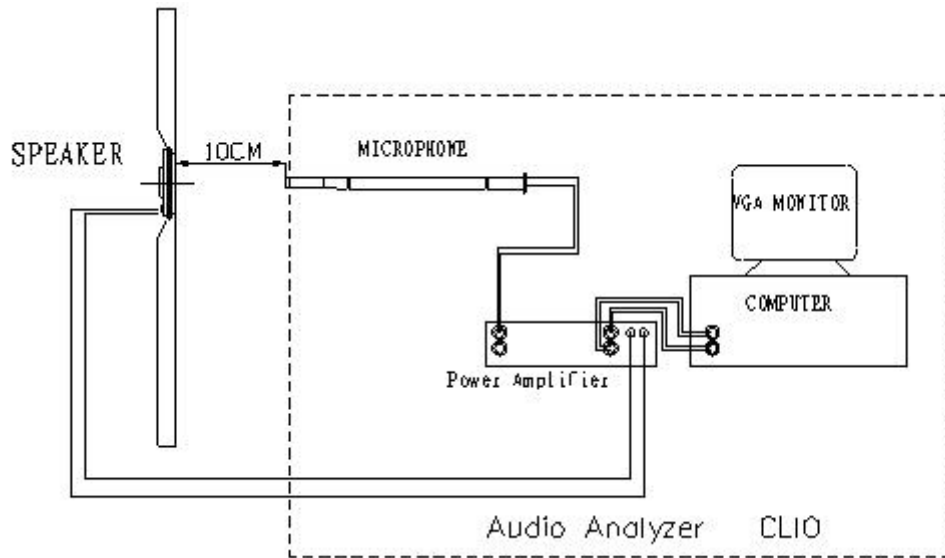 SPEAKER
10CM
MICROPHONE
VGA MONITOR
COMPUTER
Power Amplifier
Audio Analyzer CLIO